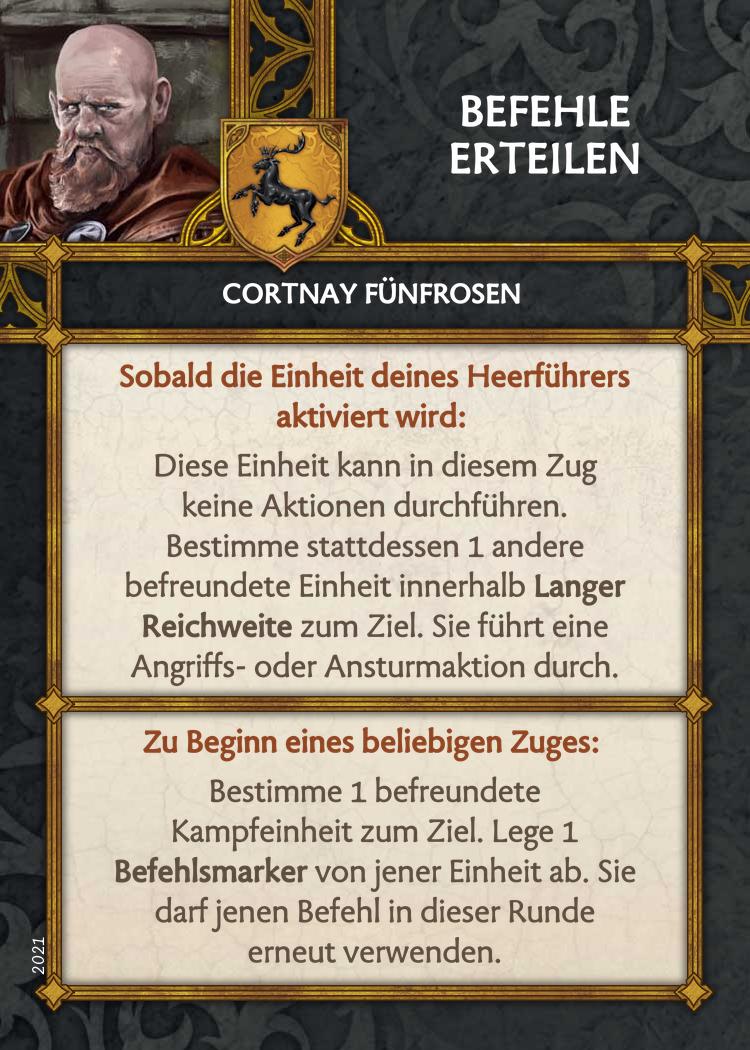 BEFEHLE
ERTEILEN
CORTNAY FÜNFROSEN
Sobald die Einheit deines Heerführers
aktiviert wird:
Diese Einheit kann in diesem Zug
keine Aktionen durchführen.
Bestimme stattdessen 1 andere
befreundete Einheit innerhalb Langer
Reichweite zum Ziel. Sie führt eine
Angriffs- oder Ansturmaktion durch.
Zu Beginn eines beliebigen Zuges:
Bestimme 1 befreundete
Kampfeinheit zum Ziel. Lege 1
Befehlsmarker von jener Einheit ab. Sie
darf jenen Befehl in dieser Runde
erneut verwenden.
2021